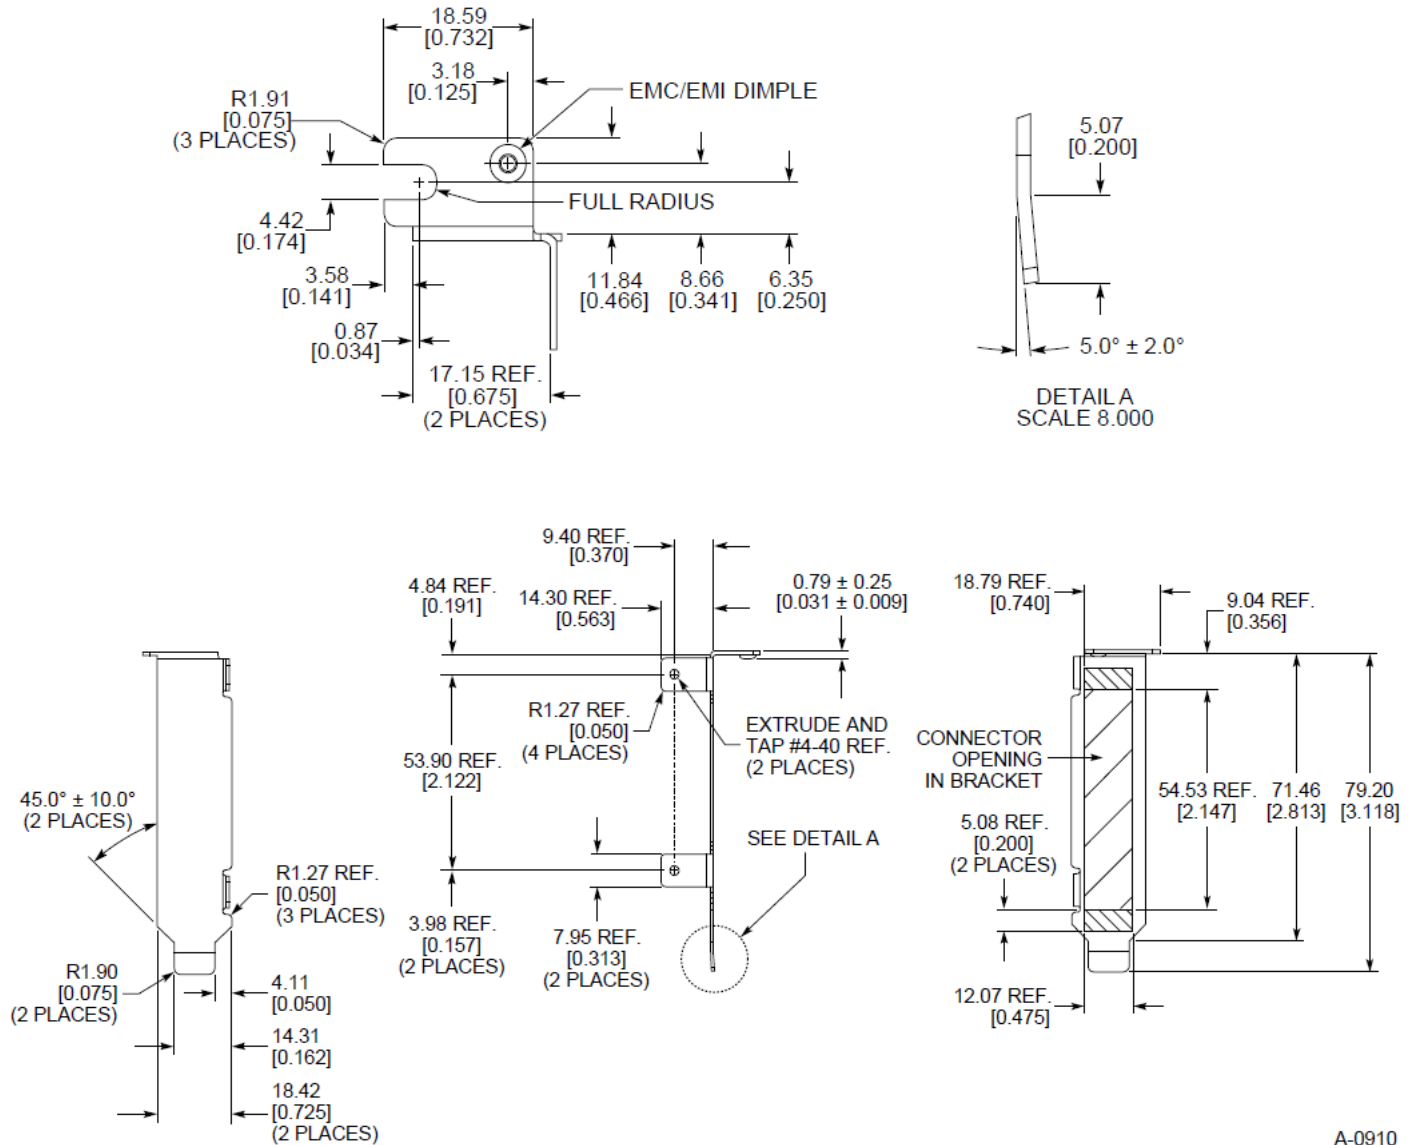 18.59
[0.732]
3.18
[0.125]
EMC/EMI DIMPLE
R1.91
[0.075]
(3 PLACES)
FULL RADIUS
4.42
[0.174]
3.58
[0.141]
11.84
[0.466]
8.66
[0.341]
6.35
[0.250]
0.87
[0.034]
17.15 REF.
[0.675]
(2 PLACES)
5.07
[0.200]
5.0° ± 2.0°
DETAIL A
SCALE 8.000
45.0° ± 10.0°
(2 PLACES)
R1.27 REF.
[0.050]
(3 PLACES)
R1.90
[0.075]
(2 PLACES)
4.11
[0.050]
14.31
[0.162]
18.42
[0.725]
(2 PLACES)
9.40 REF.
[0.370]
4.84 REF.
[0.191]
14.30 REF.
[0.563]
0.79 ± 0.25
[0.031 ± 0.009]
R1.27 REF.
[0.050]
(4 PLACES)
EXTRUDE AND
TAP #4-40 REF.
(2 PLACES)
53.90 REF.
[2.122]
SEE DETAIL A
3.98 REF.
[0.157]
(2 PLACES)
7.95 REF.
[0.313]
(2 PLACES)
18.79 REF.
[0.740]
9.04 REF.
[0.356]
CONNECTOR
OPENING
IN BRACKET
54.53 REF.
[2.147]
71.46
[2.813]
79.20
[3.118]
5.08 REF.
[0.200]
(2 PLACES)
12.07 REF.
[0.475]
A-0910